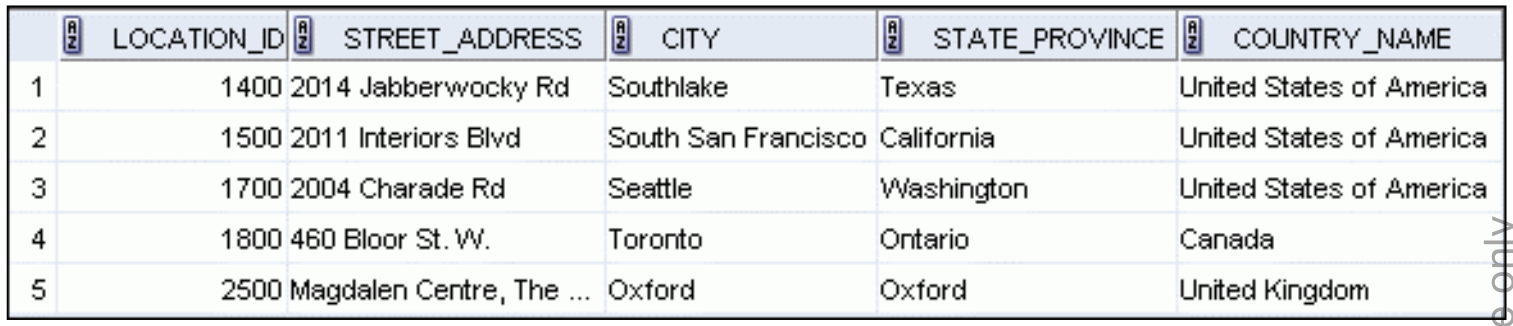 LOCATION_ID STREET_ADDRESS CITY STATE_PROVINCE COUNTRY_NAME
1 1400 2014 Jabberwocky Rd Southlake Texas United States of America
2 1500 2011 Interiors Blvd South San Francisco California United States of America
3 1700 2004 Charade Rd Seattle Washington United States of America
4 1800 460 Bloor St. W. Toronto Ontario Canada
5 2500 Magdalen Centre, The ... Oxford Oxford United Kingdom
only